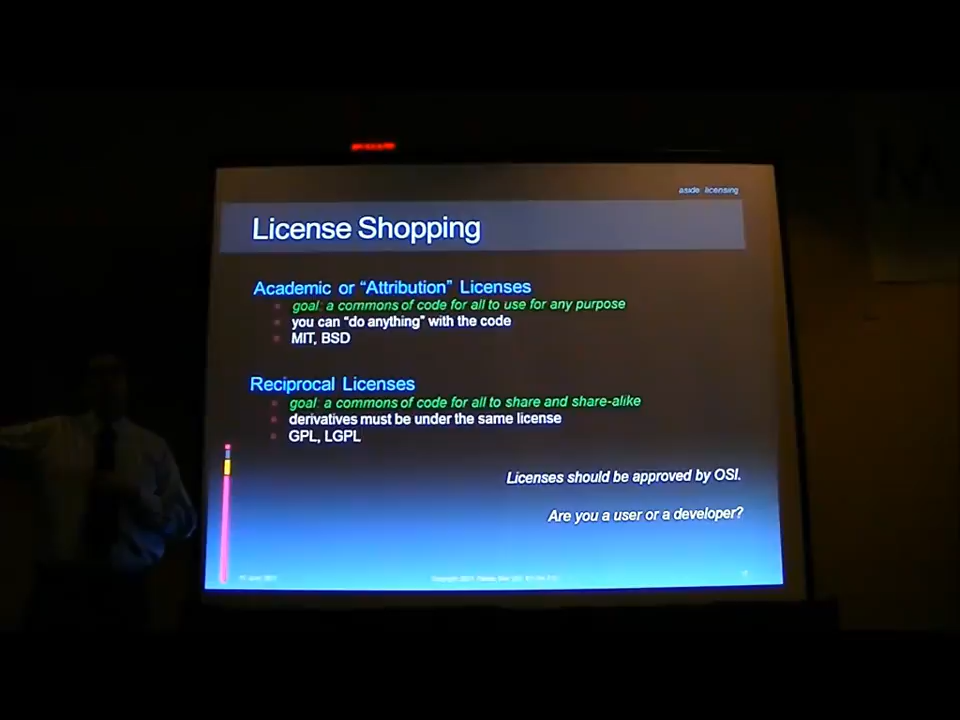 aside licensing
License Shopping
Academic or “Attribution” Licenses
goal: a commons of code for all to use for any purpose
you can “do anything” with the code
MIT, BSD
Reciprocal Licenses
goal: a commons of code for all to share and share-alike
derivatives must be under the same license
GPL, LGPL
Licenses should be approved by OSI.
Are you a user or a developer?